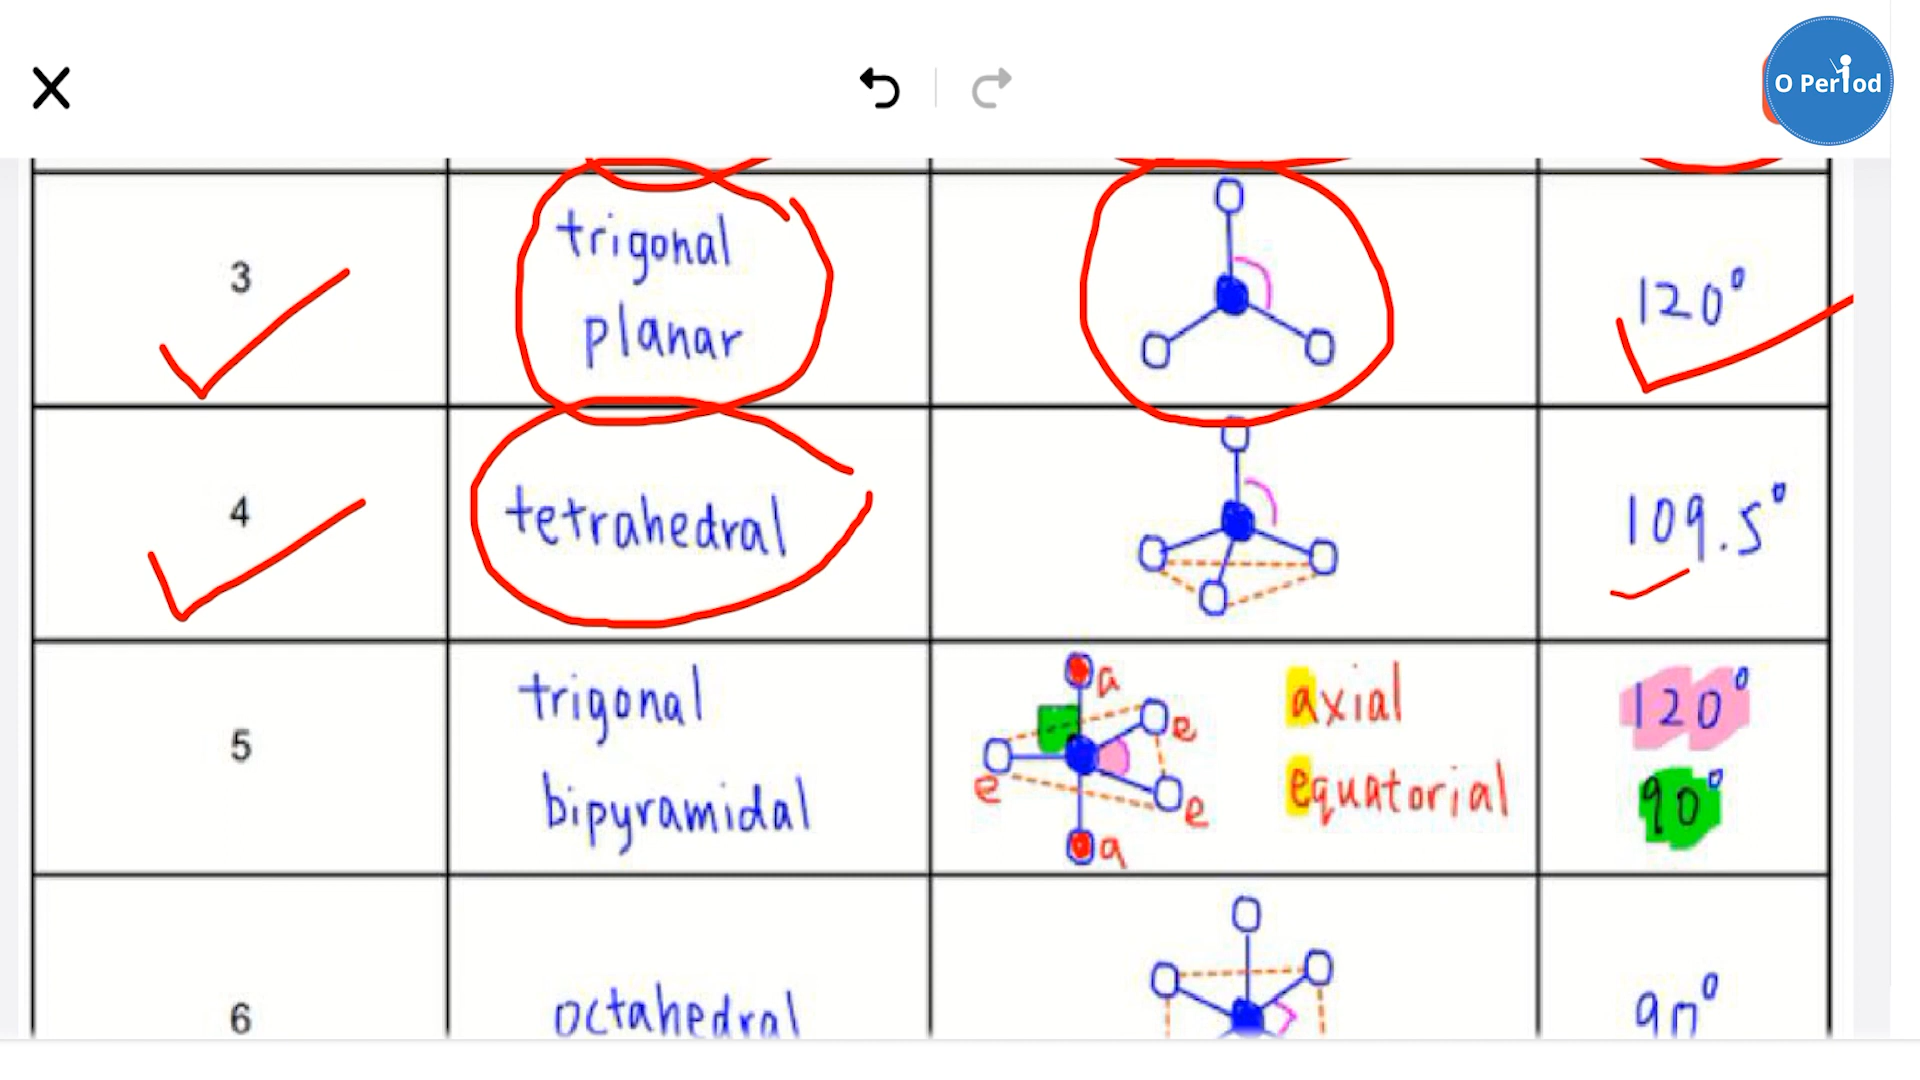 O Period
3
trigonal
planar
120°
4
tetrahedral
109.5°
5
trigonal
bipyramidal
a
e
e
e
a
axial
equatorial
120°
90°
6
octahedral
90°